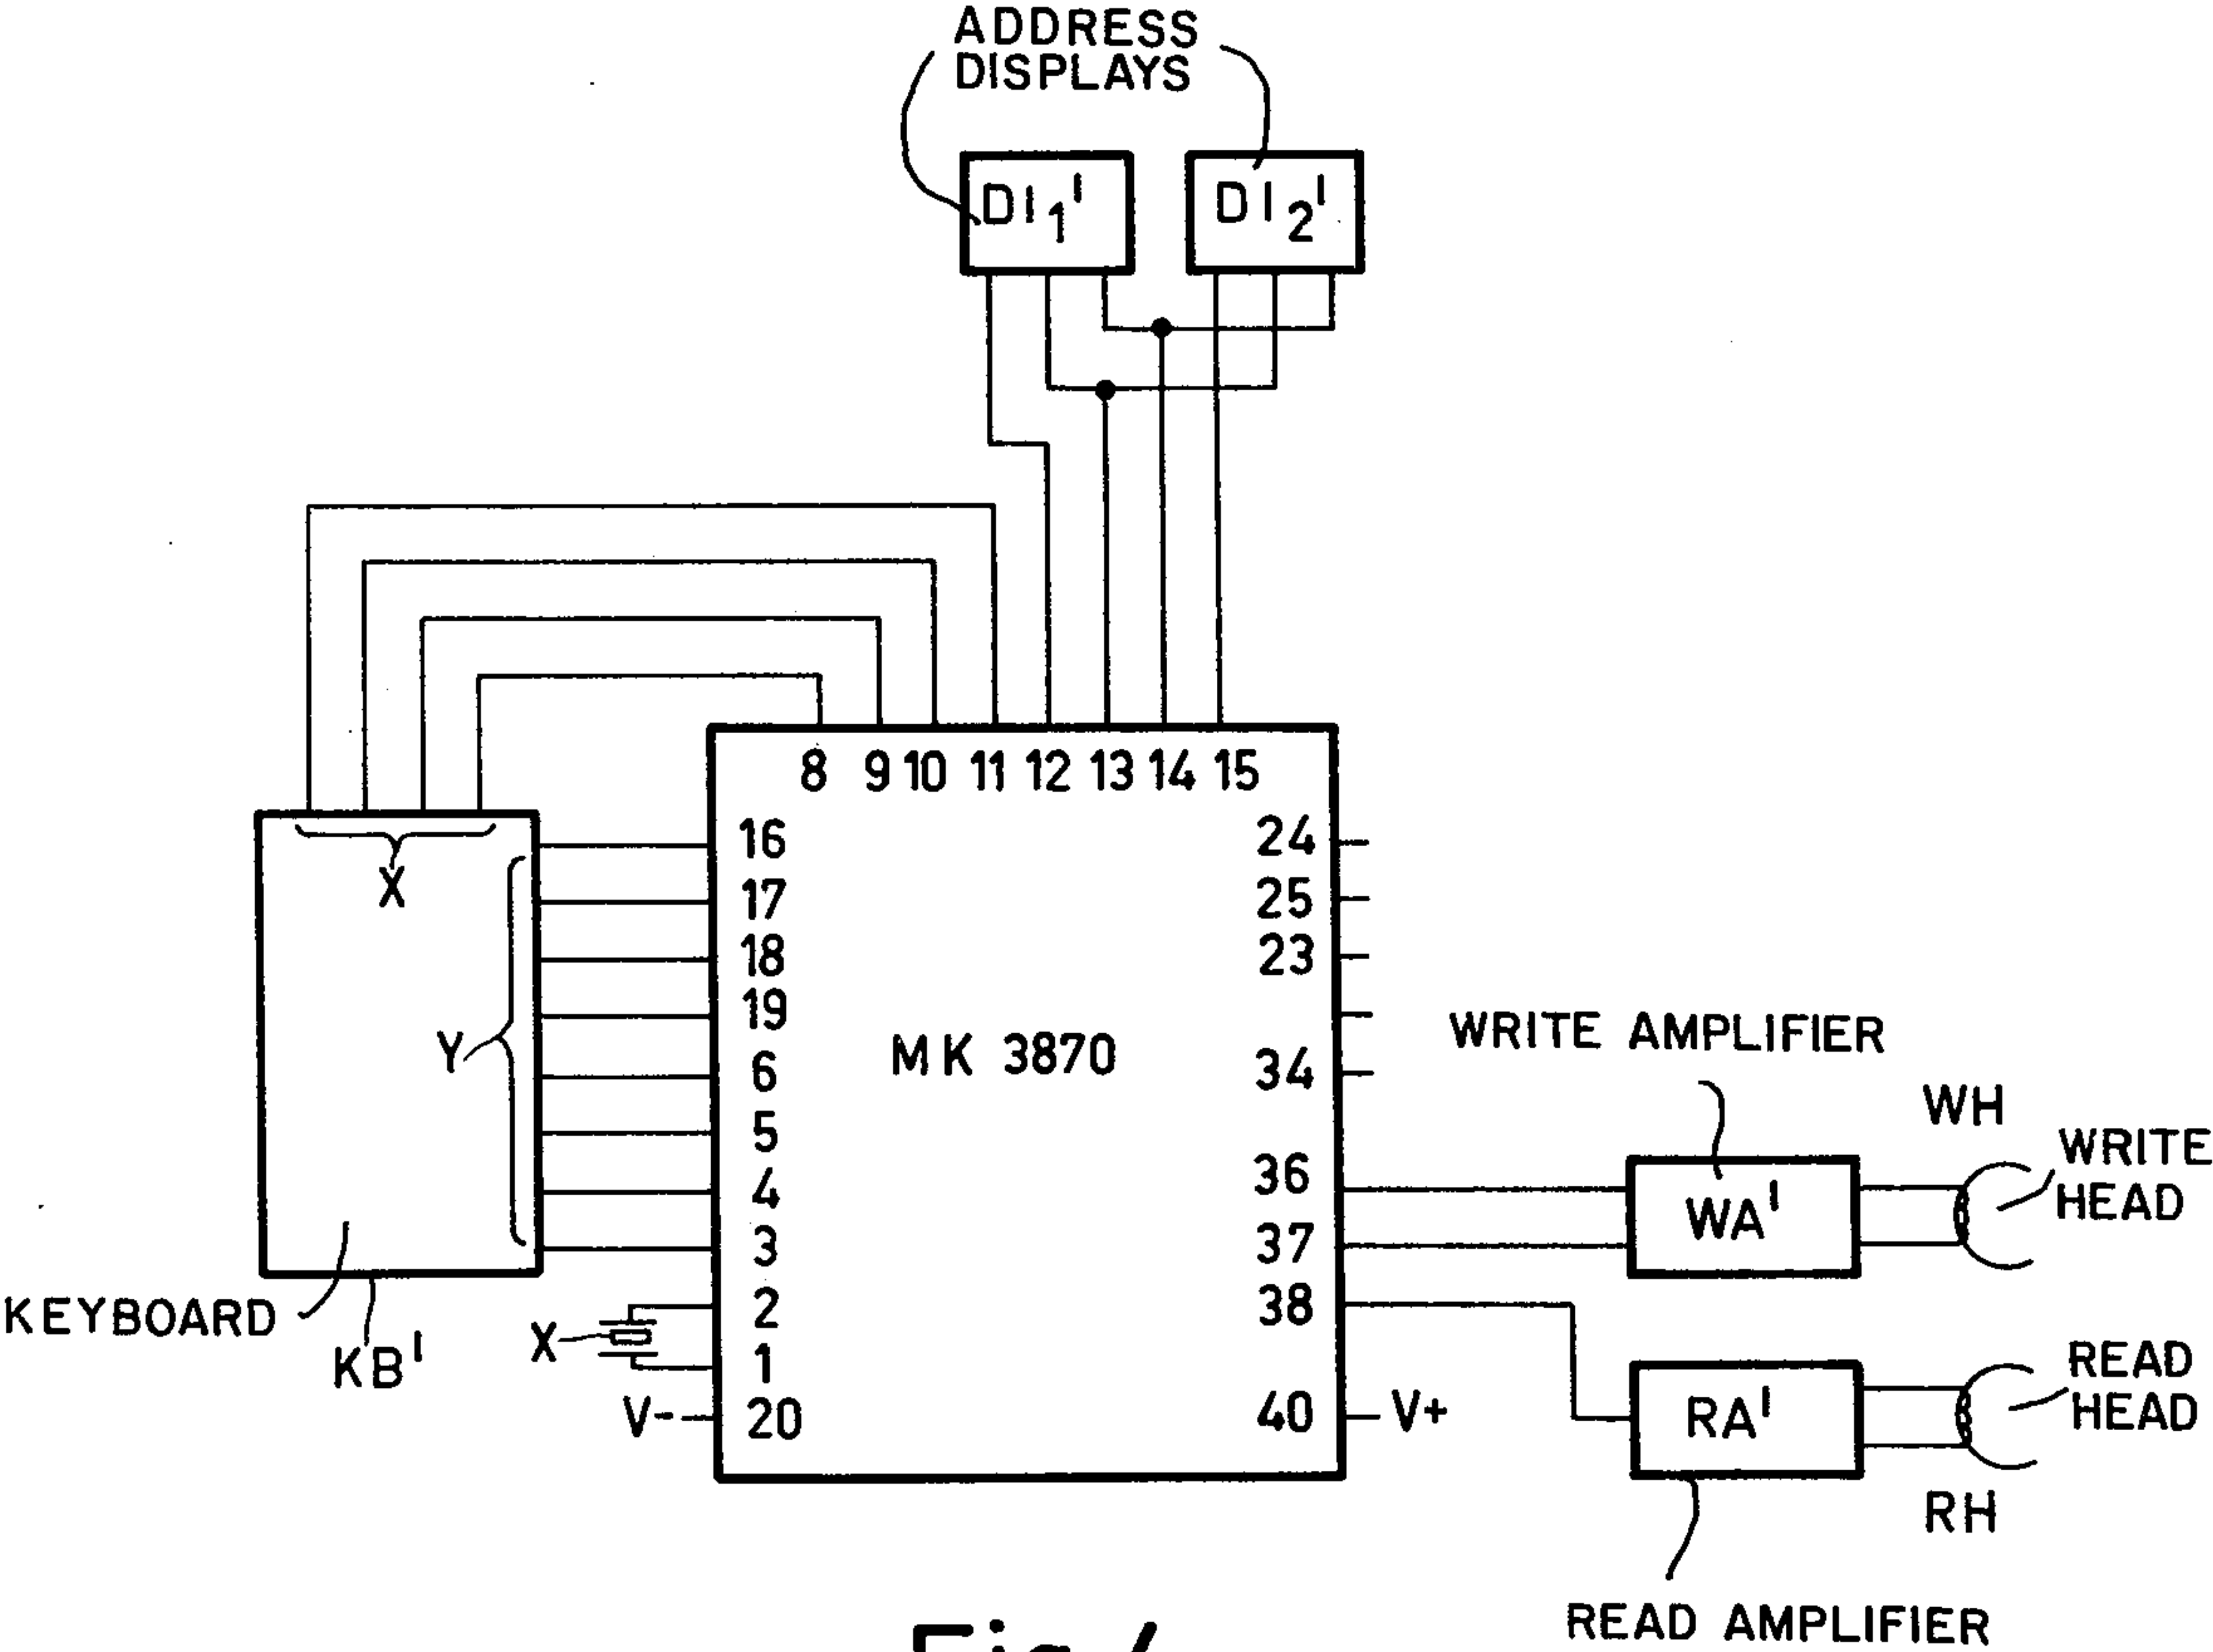 ADDRESS
DISPLAYS
DI1' DI2'
8 9 10 11 12 13 14 15
16
17
18
19
6
5
4
3
2
1
20
24
25
23
34
36
37
38
40
MK 3870
X
Y
KEYBOARD
KB'
X
V-
V+
WRITE AMPLIFIER
WH
WRITE
HEAD
WA'
READ
HEAD
RA'
RH
READ AMPLIFIER